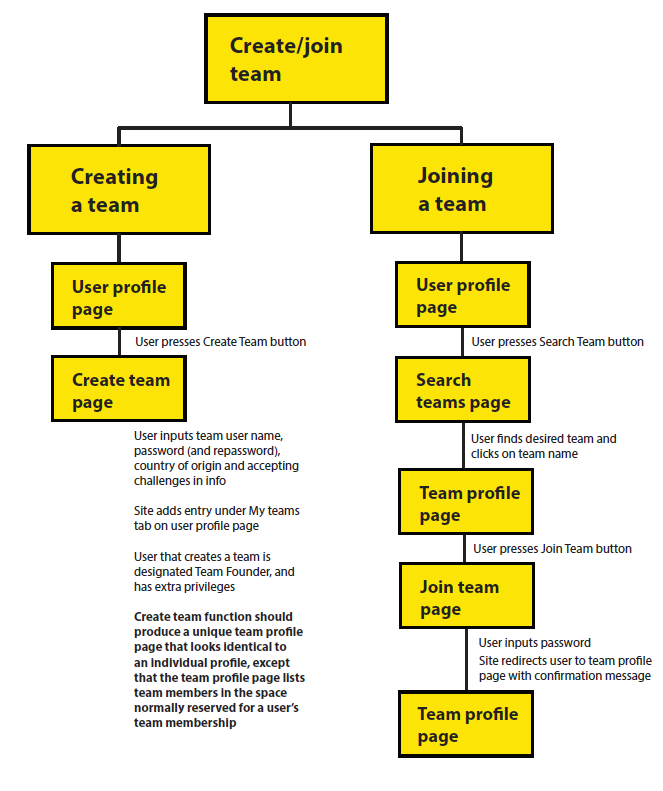 Create/join
team
Creating
a team
User profile
page
User presses Create Team button
Create team
page
User inputs team user name,
password (and repassword),
country of origin and accepting
challenges in info
Site adds entry under My teams
tab on user profile page
User that creates a team is
designated Team Founder, and
has extra privileges
Create team function should
produce a unique team profile
page that looks identical to
an individual profile, except
that the team profile page lists
team members in the space
normally reserved for a user’s
team membership
Joining
a team
User profile
page
User presses Search Team button
Search
teams page
User finds desired team and
clicks on team name
Team profile
page
User presses Join Team button
Join team
page
User inputs password
Site redirects user to team profile
page with confirmation message
Team profile
page